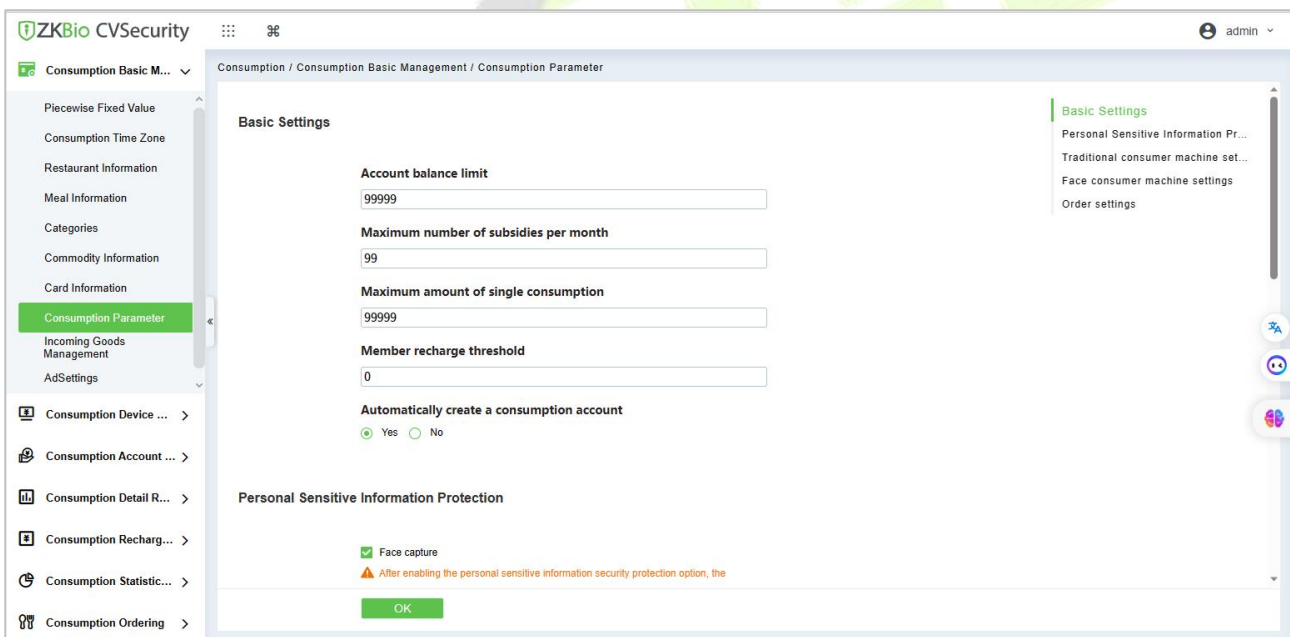 ZKBio CVSecurity
admin
Consumption Basic M...
Piecewise Fixed Value
Consumption Time Zone
Restaurant Information
Meal Information
Categories
Commodity Information
Card Information
Consumption Parameter
Incoming Goods
Management
AdSettings
Consumption Device ...
Consumption Account ...
Consumption Detail R...
Consumption Recharg...
Consumption Statistic...
Consumption Ordering
Consumption / Consumption Basic Management / Consumption Parameter
Basic Settings
Account balance limit
99999
Maximum number of subsidies per month
99
Maximum amount of single consumption
99999
Member recharge threshold
0
Automatically create a consumption account
Yes No
Personal Sensitive Information Protection
Face capture
After enabling the personal sensitive information security protection option, the
OK
Basic Settings
Personal Sensitive Information Pr...
Traditional consumer machine set...
Face consumer machine settings
Order settings